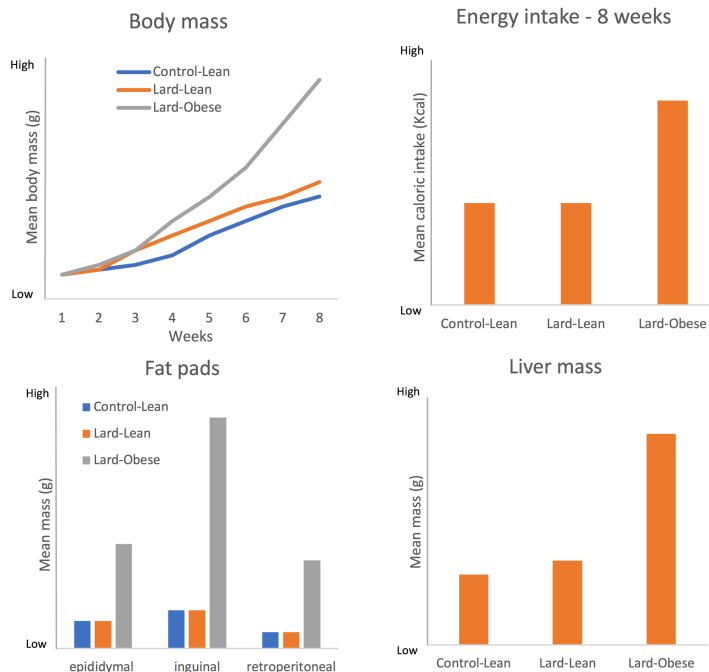 Body mass
High
Control-Lean
Lard-Lean
Lard-Obese
Mean body mass (g)
Low
1 2 3 4 5 6 7 8
Weeks
Energy intake - 8 weeks
High
Mean caloric intake (Kcal)
Low
Control-Lean Lard-Lean Lard-Obese
Fat pads
High
Control-Lean
Lard-Lean
Lard-Obese
Mean mass (g)
Low
epididymal inguinal retroperitoneal
Liver mass
High
Mean mass (g)
Low
Control-Lean Lard-Lean Lard-Obese